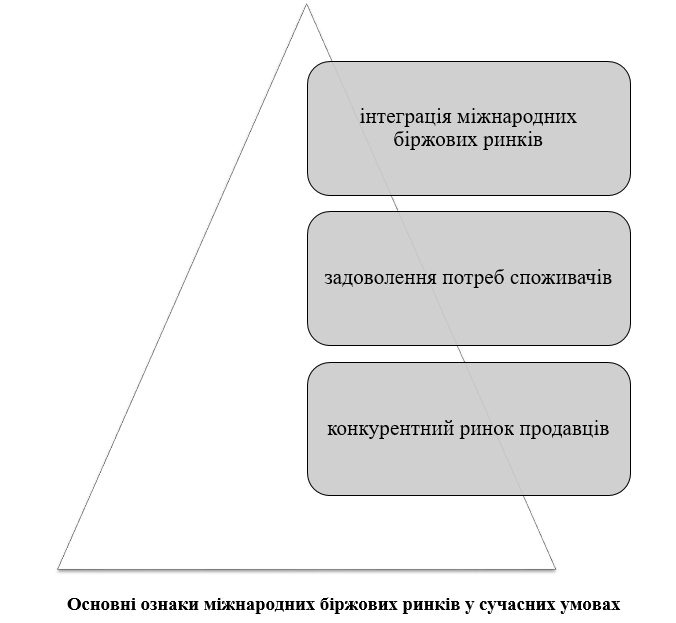 інтеграція міжнародних
біржових ринків
задоволення потреб споживачів
конкурентний ринок продавців
Основні ознаки міжнародних біржових ринків у сучасних умовах